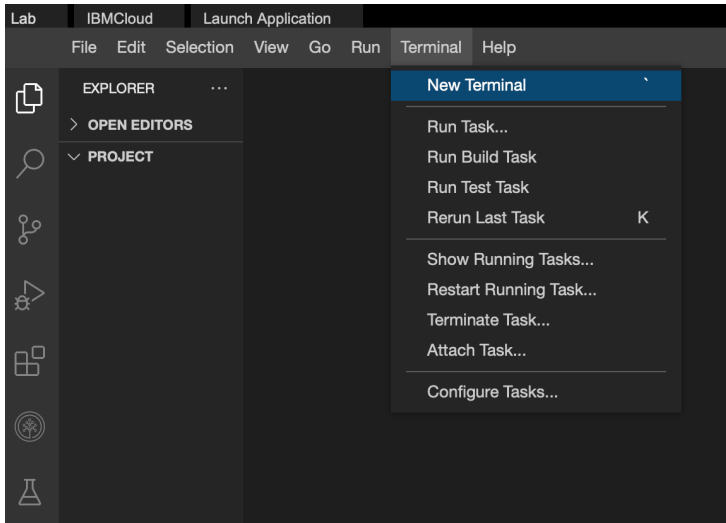 Lab IBMCloud Launch Application
File Edit Selection View Go Run Terminal Help
EXPLORER ...
OPEN EDITORS
PROJECT
New Terminal `
Run Task...
Run Build Task
Run Test Task
Rerun Last Task K
Show Running Tasks...
Restart Running Task...
Terminate Task...
Attach Task...
Configure Tasks...